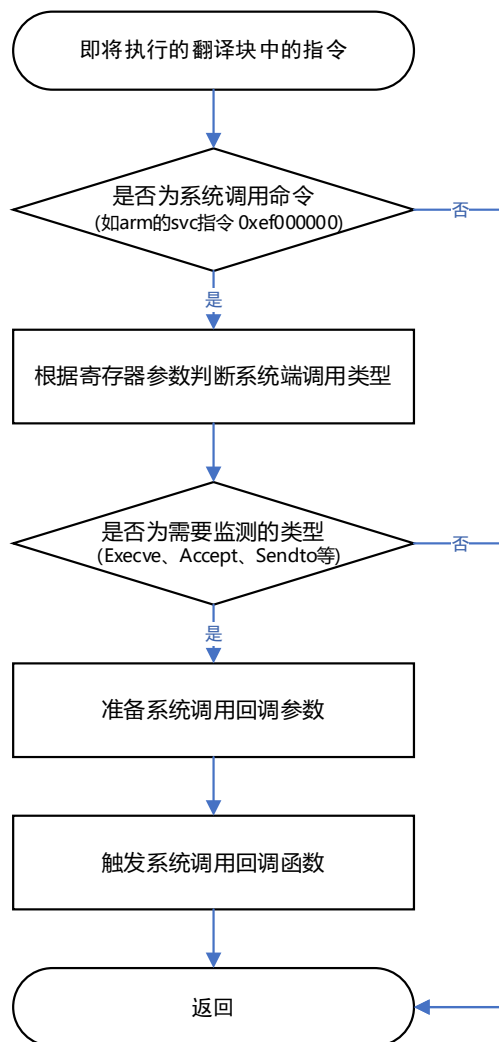 即将执行的翻译块中的指令
是否为系统调用命令
(如arm的svc指令 0xef000000)
否
是
根据寄存器参数判断系统端调用类型
是否为需要监测的类型
(Execve、Accept、Sendto等)
否
是
准备系统调用回调参数
触发系统调用回调函数
返回